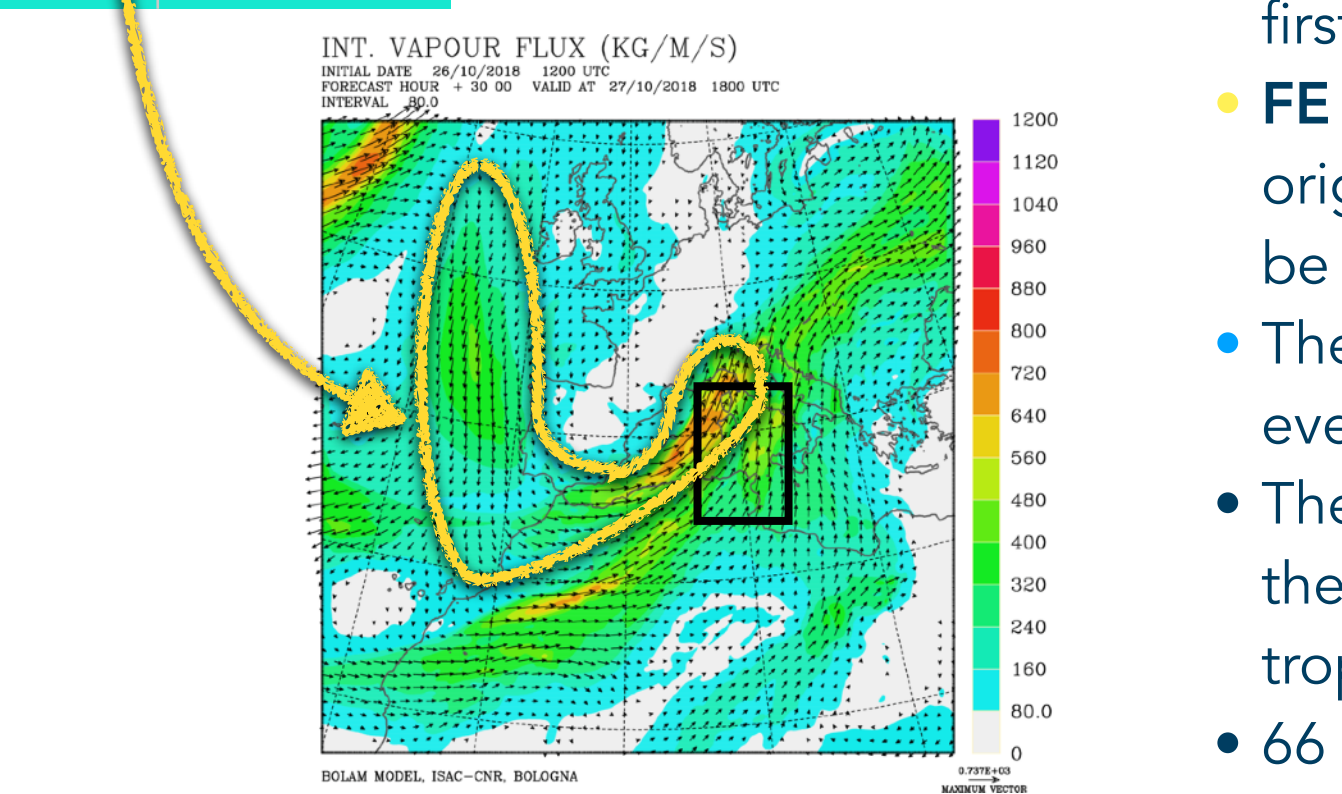 INT. VAPOUR FLUX (KG/M/S)
INITIAL DATE 26/10/2018 1200 UTC
FORECAST HOUR + 30 00 VALID AT 27/10/2018 1800 UTC
INTERVAL 80.0
1200
1120
1040
960
880
800
720
640
560
480
400
320
240
160
80.0
0
0.737E+03
MAXIMUM VECTOR
BOLAM MODEL, ISAC-CNR, BOLOGNA
first
FE
orig
be
The
eve
The
the
trop
66